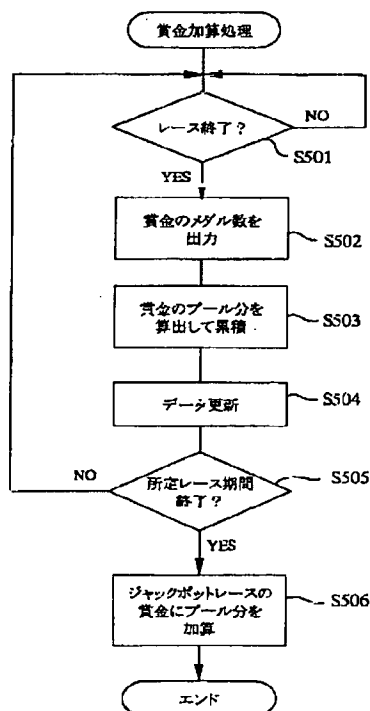 賞金加算処理
レース終了？
NO
S501
YES
賞金のメダル数を
出力
S502
賞金のプール分を
算出して累積
S503
データ更新
S504
NO
所定レース期間
終了？
S505
YES
ジャックポットレースの
賞金にプール分を
加算
S506
エンド